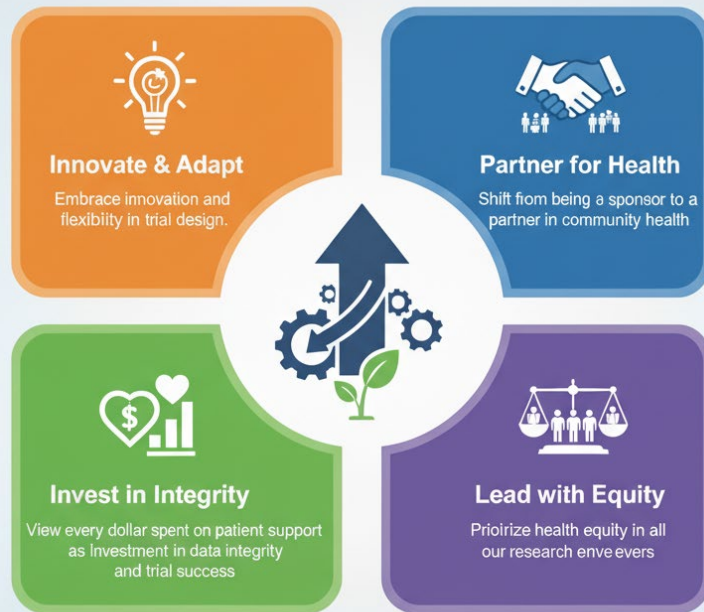 Innovate & Adapt
Embrace innovation and
flexibiity in trial design.
Partner for Health
Shift from being a sponsor to a
partner in community health
$
Invest in Integrity
View every dollar spent on patient support
as Investment in data integrity
and trial success
Lead with Equity
Prioirize health equity in all
our research enve evers